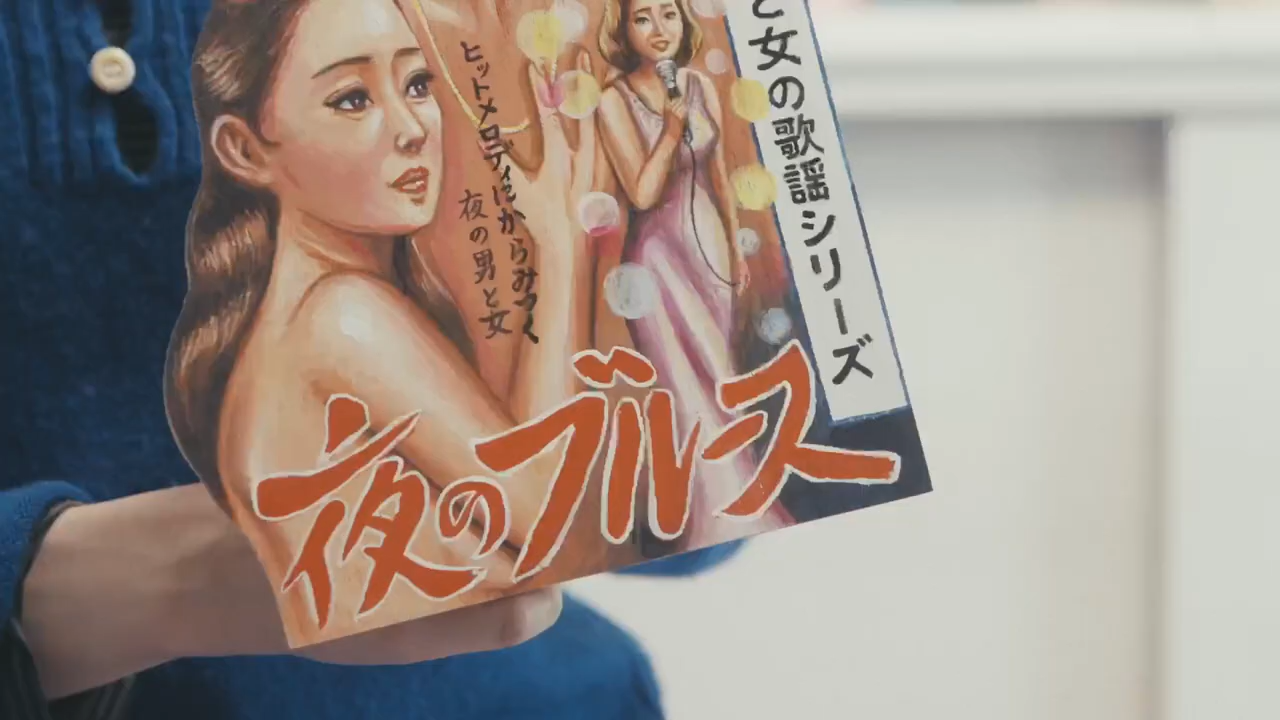 と女の歌謡シリーズ
ヒットメロディにからみつく
夜の男と女
夜のブルース